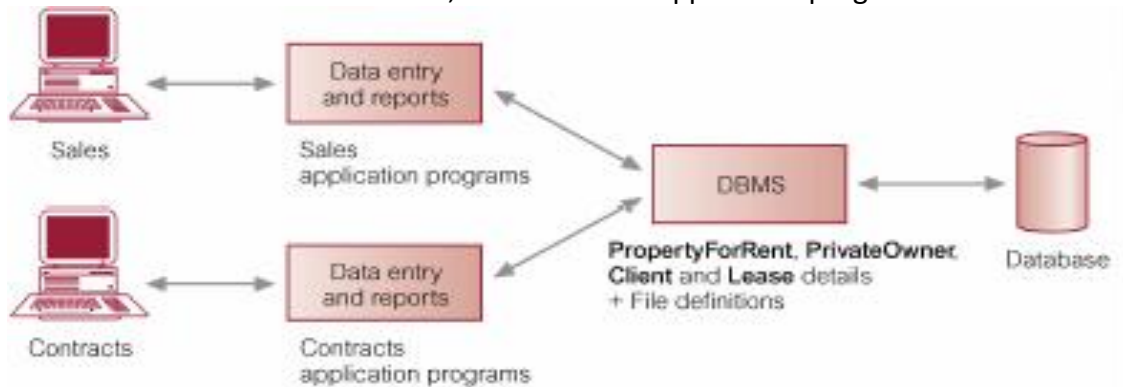 Data entry
and reports
Sales
Sales
application programs
DBMS
PropertyForRent, PrivateOwner,
Client and Lease details
+ File definitions
Database
Data entry
and reports
Contracts
Contracts
application programs